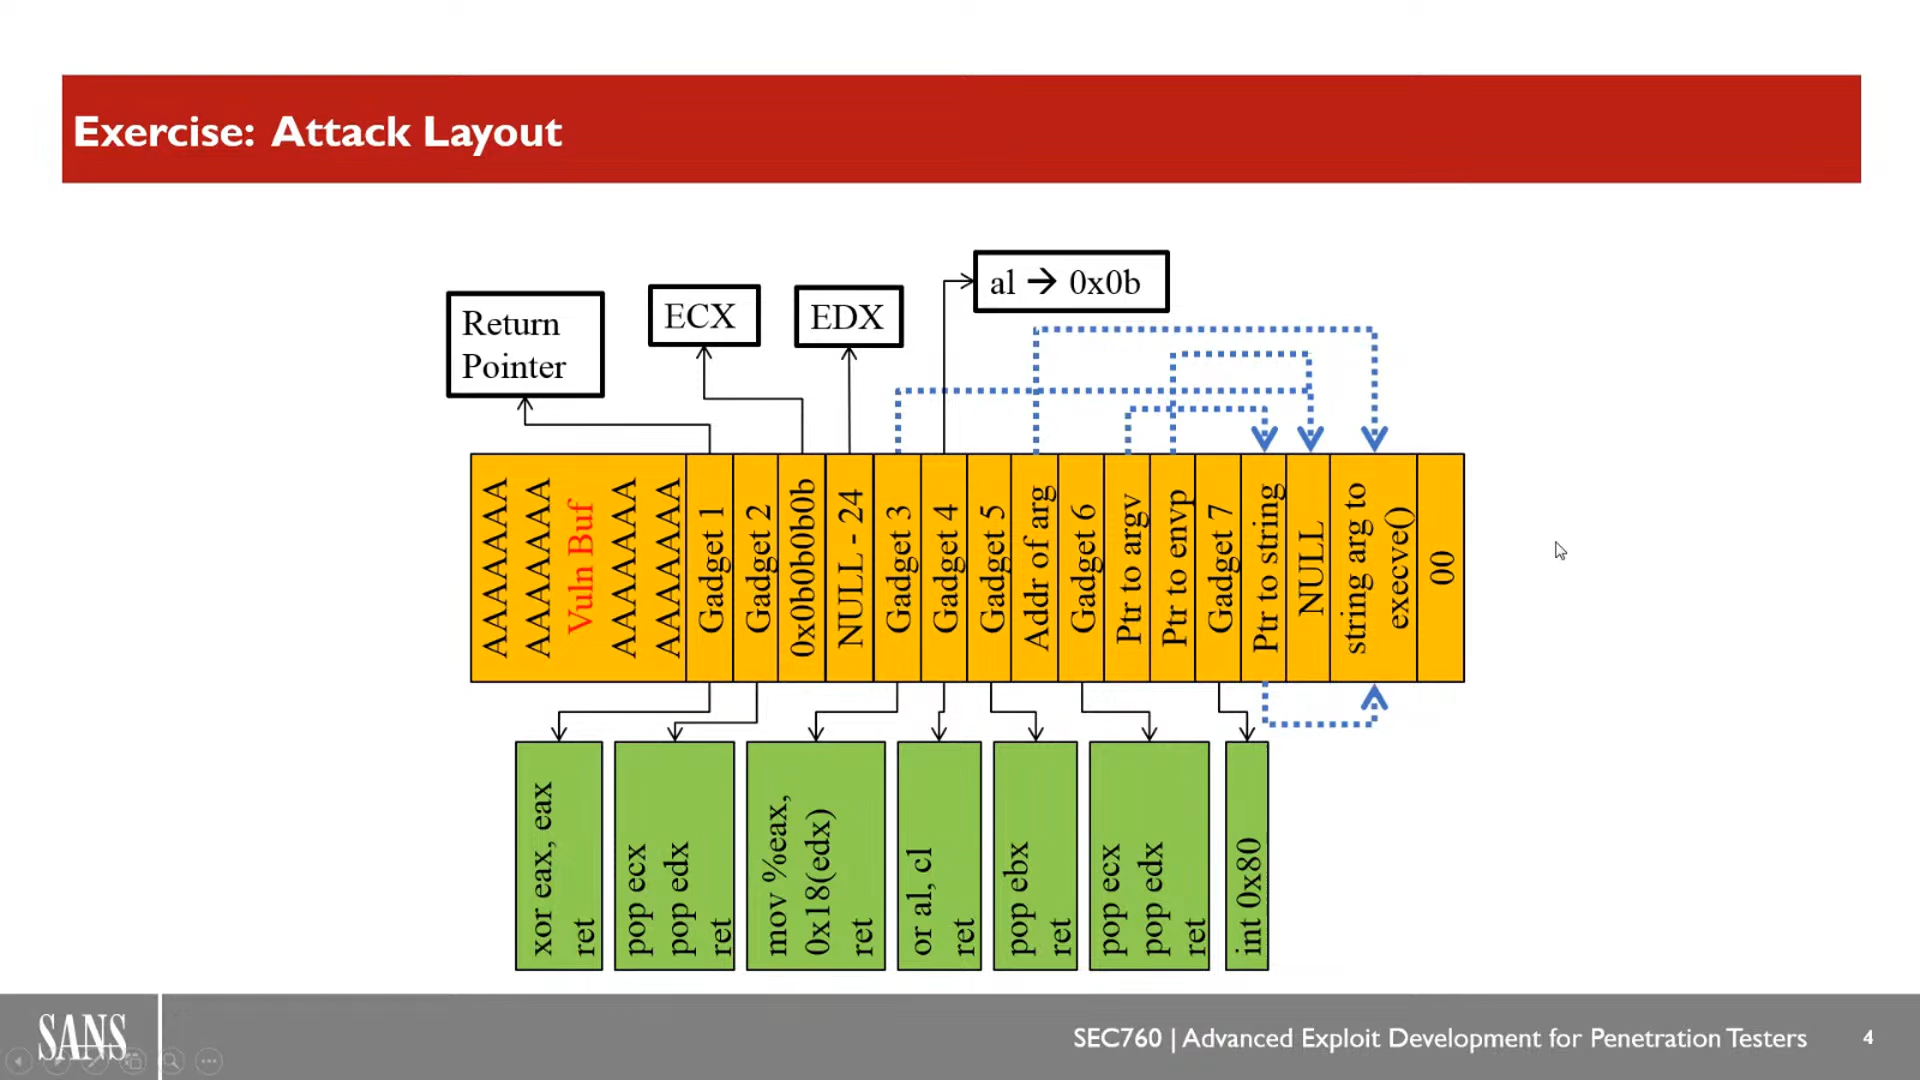 Exercise: Attack Layout
al → 0x0b
Return
Pointer
ECX
EDX
AAAAAAA
AAAAAAA
Vuln Buf
AAAAAAA
AAAAAAA
Gadget 1
Gadget 2
0x0b0b0b0b
NULL - 24
Gadget 3
Gadget 4
Gadget 5
Addr of arg
Gadget 6
Ptr to argv
Ptr to envp
Gadget 7
Ptr to string
NULL
string arg to
execve()
00
xor eax, eax
ret
pop ecx
pop edx
ret
mov %eax,
0x18(edx)
ret
or al, cl
ret
pop ebx
ret
pop ecx
pop edx
ret
int 0x80
SANS
SEC760 | Advanced Exploit Development for Penetration Testers
4